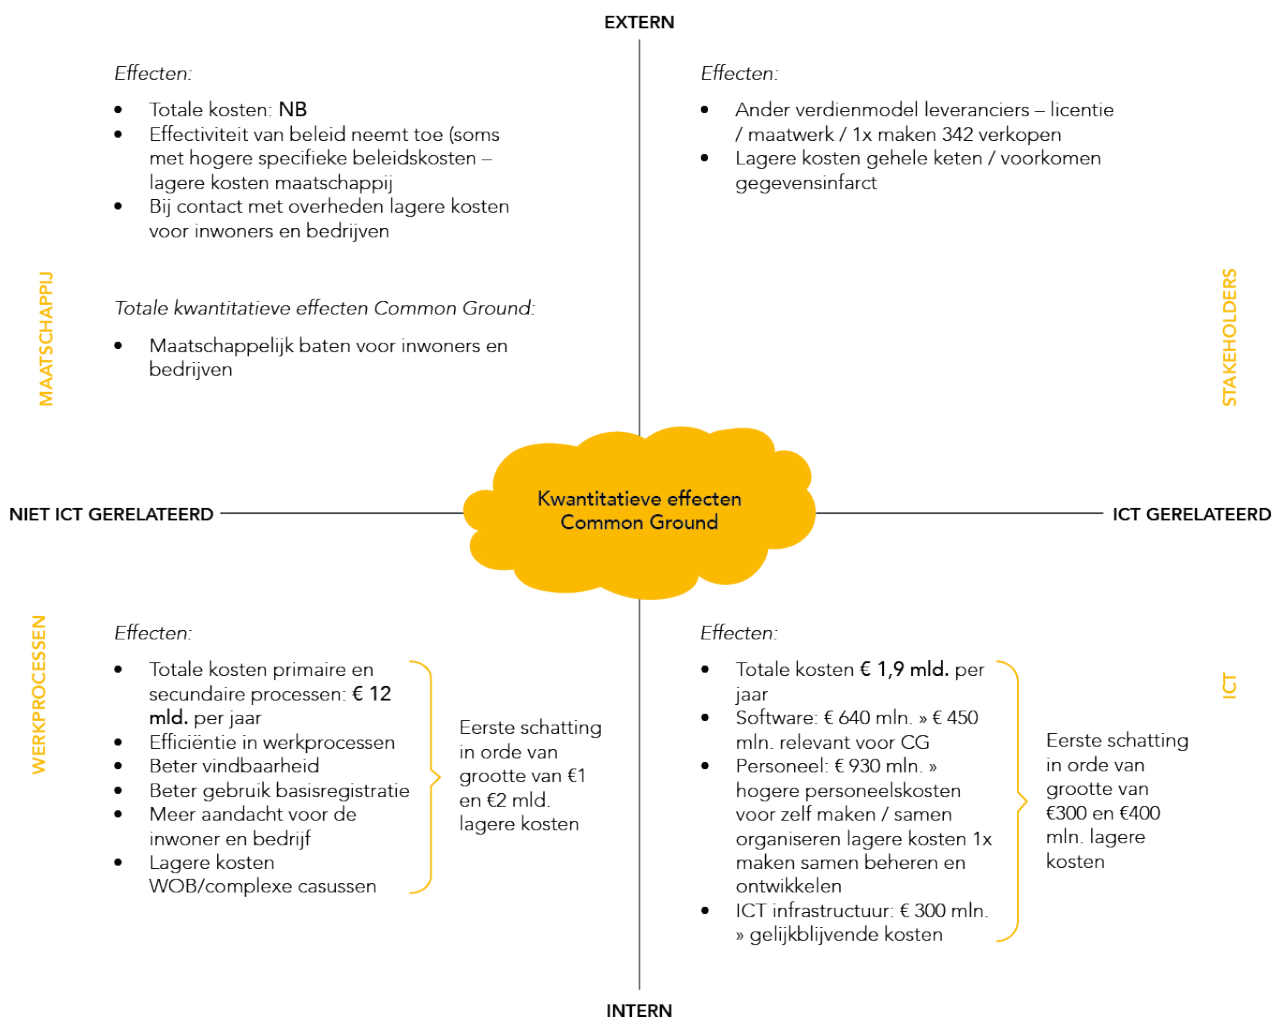 EXTERN
Effecten:
• Totale kosten: NB
• Effectiviteit van beleid neemt toe (soms
met hogere specifieke beleidskosten –
lagere kosten maatschappij
• Bij contact met overheden lagere kosten
voor inwoners en bedrijven
Totale kwantitatieve effecten Common Ground:
• Maatschappelijk baten voor inwoners en
bedrijven
MAATSCHAPPIJ
Effecten:
• Ander verdienmodel leveranciers – licentie
/ maatwerk / 1x maken 342 verkopen
• Lagere kosten gehele keten / voorkomen
gegevensinfarct
STAKEHOLDERS
NIET ICT GERELATEERD
Kwantitatieve effecten
Common Ground
ICT GERELATEERD
WERKPROCESSEN
Effecten:
• Totale kosten primaire en
secundaire processen: € 12
mld. per jaar
• Efficiëntie in werkprocessen
• Beter vindbaarheid
• Beter gebruik basisregistratie
• Meer aandacht voor de
inwoner en bedrijf
• Lagere kosten
WOB/complexe casussen
Eerste schatting
in orde van
grootte van €1
en €2 mld.
lagere kosten
Effecten:
• Totale kosten € 1,9 mld. per
jaar
• Software: € 640 mln. » € 450
mln. relevant voor CG
• Personeel: € 930 mln. »
hogere personeelskosten
voor zelf maken / samen
organiseren lagere kosten 1x
maken samen beheren en
ontwikkelen
• ICT infrastructuur: € 300 mln.
» gelijkblijvende kosten
Eerste schatting
in orde van
grootte van
€300 en €400
mln. lagere
kosten
ICT
INTERN